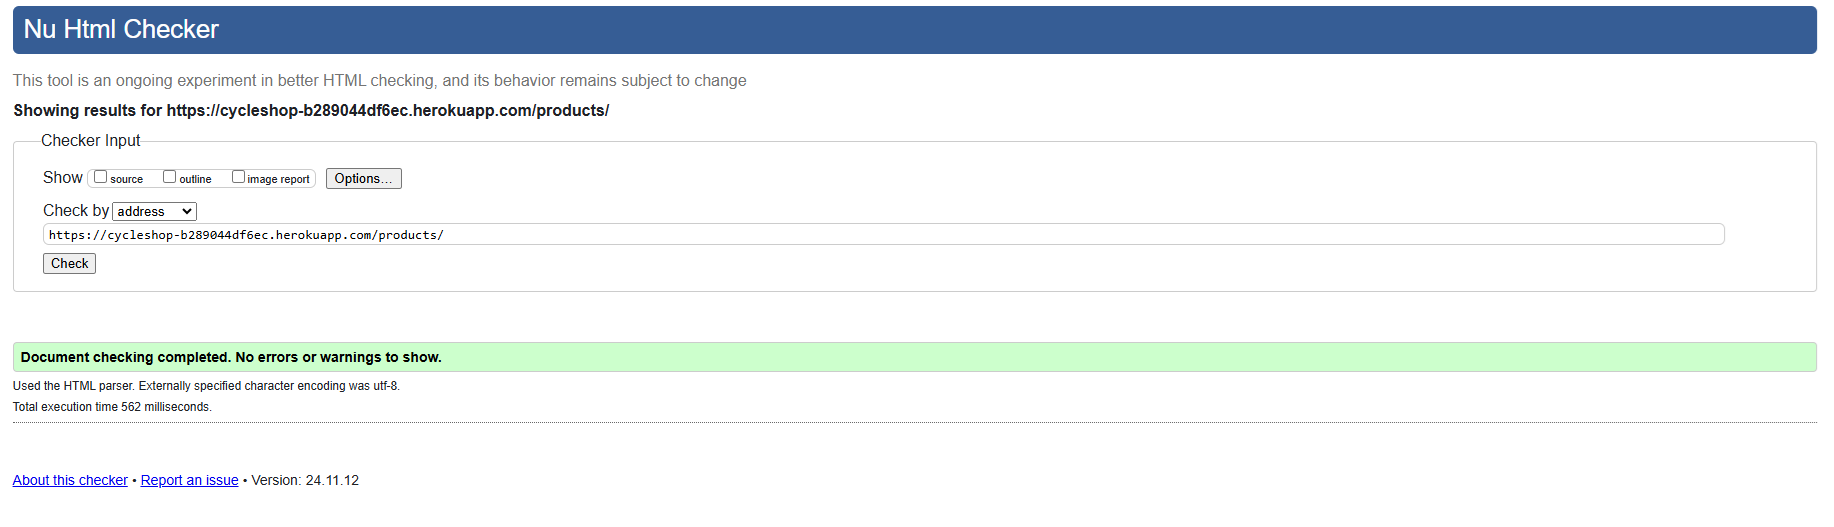 Nu Html Checker
This tool is an ongoing experiment in better HTML checking, and its behavior remains subject to change
Showing results for https://cycleshop-b289044df6ec.herokuapp.com/products/
Checker Input
Show source outline image report Options...
Check by address
https://cycleshop-b289044df6ec.herokuapp.com/products/
Check
Document checking completed. No errors or warnings to show.
Used the HTML parser. Externally specified character encoding was utf-8.
Total execution time 562 milliseconds.
About this checker • Report an issue • Version: 24.11.12